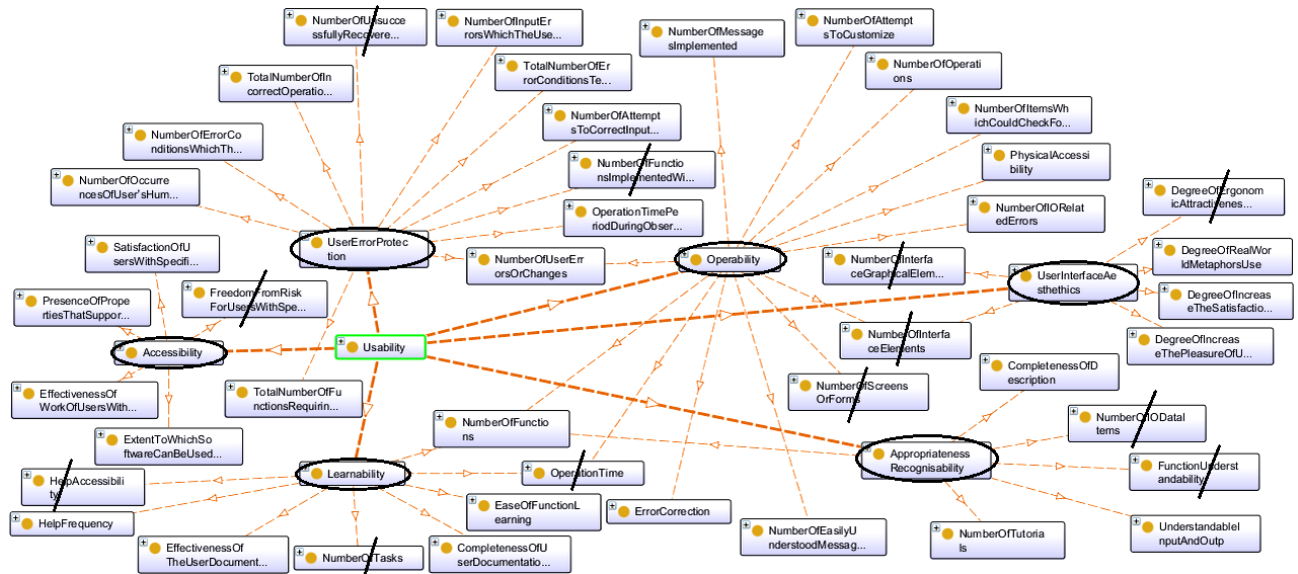 NumberOfUnsucce
ssfullyRecovere...
NumberOfInputEr
rorsWhichTheUse...
NumberOfMessage
sImplemented
NumberOfAttempt
sToCustomize
TotalNumberOfIn
correctOperatio...
TotalNumberOfEr
rorConditionsTe...
NumberOfOperati
ons
NumberOfErrorCo
nditionsWhichTh...
NumberOfAttempt
sToCorrectInput...
NumberOfItemsWh
ichCouldCheckFo...
NumberOfOccurre
ncesOfUser'sHum...
NumberOfFunctio
nsImplementedWi...
PhysicalAccessi
bility
DegreeOfErgonom
icAttractivenes...
OperationTimePe
riodDuringObser...
NumberOfIORelat
edErrors
SatisfactionOfU
sersWithSpecifi...
UserErrorProtec
tion
NumberOfUserErr
orsOrChanges
Operability
NumberOfInterfa
ceGraphicalElem...
UserInterfaceAe
sthethics
DegreeOfRealWor
ldMetaphorsUse
PresenceOfPrope
rtiesThatSuppor...
FreedomFromRisk
ForUsersWithSpe...
DegreeOfIncreas
eTheSatisfactio...
Accessibility
Usability
NumberOfInterfa
ceElements
DegreeOfIncreas
eThePleasureOfU...
EffectivenessOf
WorkOfUsersWith...
TotalNumberOfFu
nctionsRequirin...
NumberOfScreens
OrForms
CompletenessOfD
escription
ExtentToWhichSo
ftwareCanBeUsed...
NumberOfFunctio
ns
NumberOfIODataI
tems
HelpAccessibili
ty
Learnability
OperationTime
Appropriateness
Recognisability
FunctionUnderst
andability
HelpFrequency
EaseOfFunctionL
earning
ErrorCorrection
EffectivenessOf
TheUserDocument...
NumberOfTasks
CompletenessOfU
serDocumentatio...
NumberOfEasilyU
nderstoodMessag...
NumberOfTutoria
ls
UnderstandableI
nputAndOutp